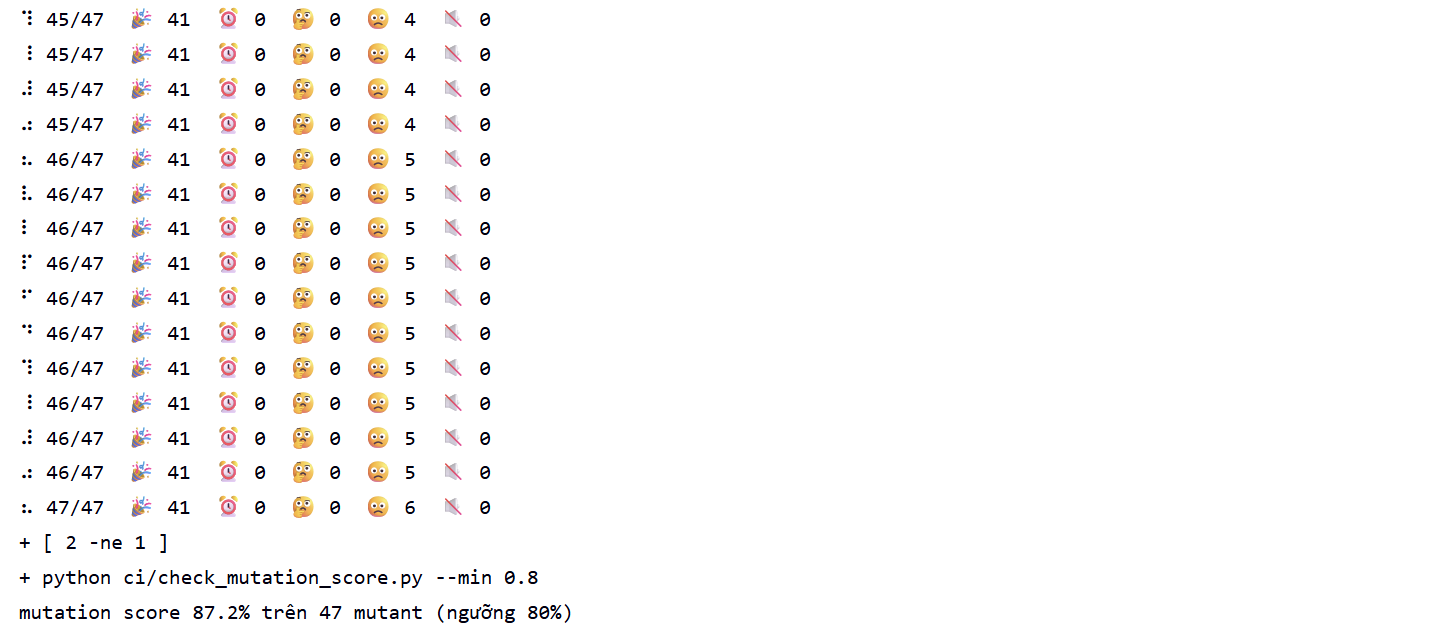 ⠹ 45/47 🎉 41 ⏰ 0 🤔 0 🙁 4 🔇 0
⠸ 45/47 🎉 41 ⏰ 0 🤔 0 🙁 4 🔇 0
⠼ 45/47 🎉 41 ⏰ 0 🤔 0 🙁 4 🔇 0
⠴ 45/47 🎉 41 ⏰ 0 🤔 0 🙁 4 🔇 0
⠦ 46/47 🎉 41 ⏰ 0 🤔 0 🙁 5 🔇 0
⠧ 46/47 🎉 41 ⏰ 0 🤔 0 🙁 5 🔇 0
⠇ 46/47 🎉 41 ⏰ 0 🤔 0 🙁 5 🔇 0
⠏ 46/47 🎉 41 ⏰ 0 🤔 0 🙁 5 🔇 0
⠋ 46/47 🎉 41 ⏰ 0 🤔 0 🙁 5 🔇 0
⠙ 46/47 🎉 41 ⏰ 0 🤔 0 🙁 5 🔇 0
⠹ 46/47 🎉 41 ⏰ 0 🤔 0 🙁 5 🔇 0
⠸ 46/47 🎉 41 ⏰ 0 🤔 0 🙁 5 🔇 0
⠼ 46/47 🎉 41 ⏰ 0 🤔 0 🙁 5 🔇 0
⠴ 46/47 🎉 41 ⏰ 0 🤔 0 🙁 5 🔇 0
⠦ 47/47 🎉 41 ⏰ 0 🤔 0 🙁 6 🔇 0
+ [ 2 -ne 1 ]
+ python ci/check_mutation_score.py --min 0.8
mutation score 87.2% trên 47 mutant (ngưỡng 80%)